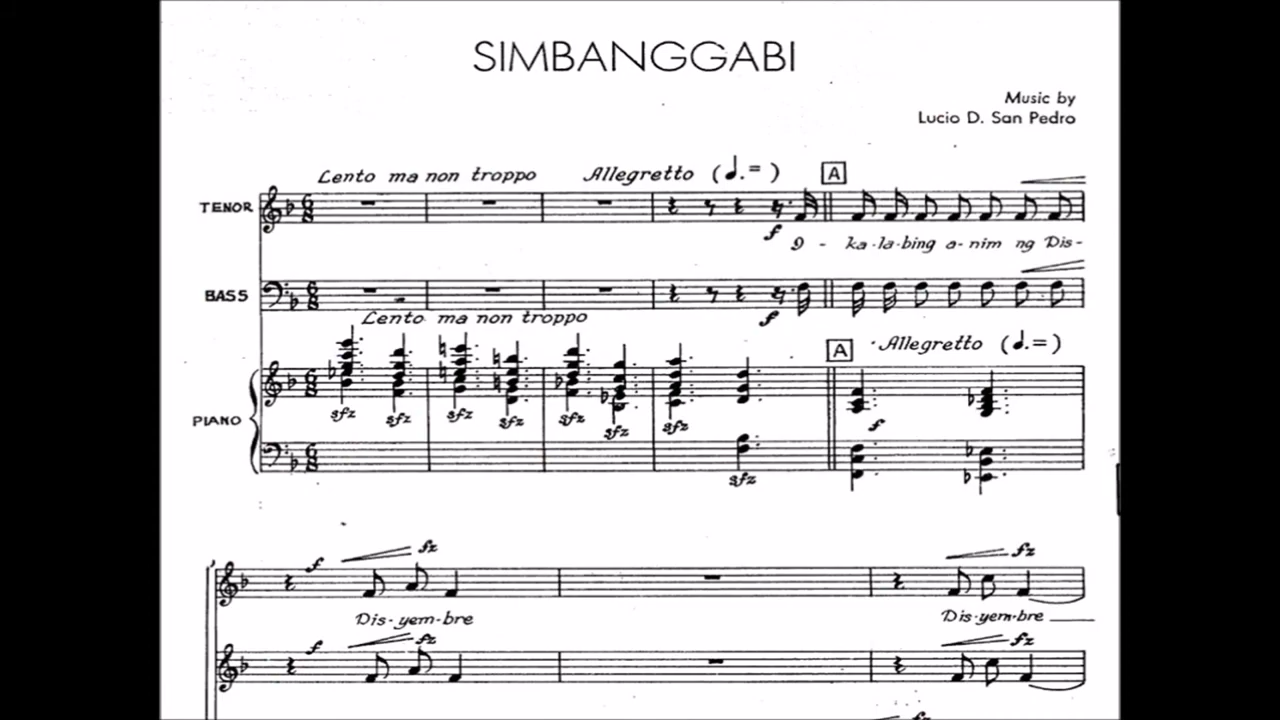 SIMBANGGABI
Music by
Lucio D. San Pedro
Lento ma non troppo Allegretto (♩. = ) A
TENOR
f 9 - ka-la-bing a-nim ng Dis-
BASS
f
Lento ma non troppo A Allegretto (♩. = )
PIANO
sfz sfz sfz sfz sfz sfz sfz f
sfz
f fz fz
Dis-yem-bre Dis-yem-bre
f fz fz